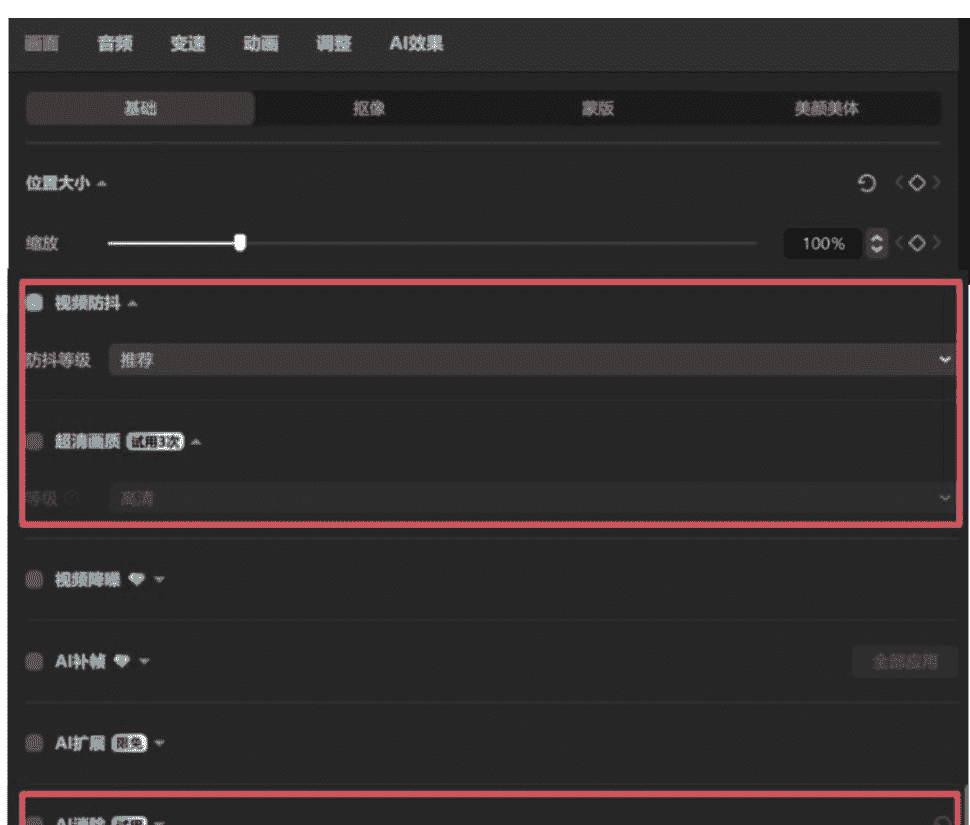 画面 音频 变速 动画 调整 AI效果
基础 抠像 蒙版 美颜美体
位置大小
缩放 100%
视频防抖
防抖等级 推荐
超清画质 试用3次
等级 高清
视频降噪
AI补帧 全部应用
AI扩展 限免
AI消除 试用